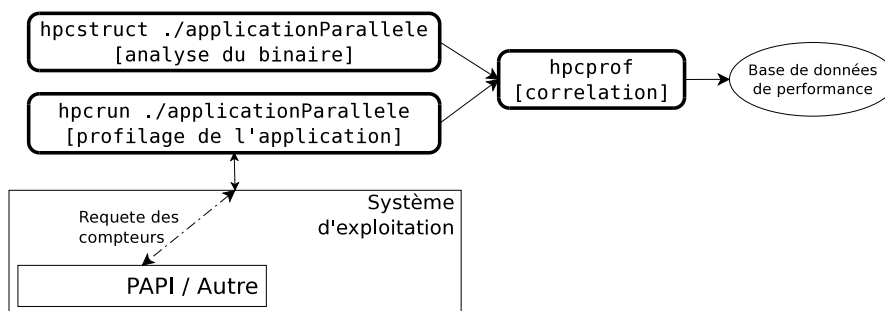 hpcstruct ./applicationParallele
[analyse du binaire]
hpcrun ./applicationParallele
[profilage de l'application]
hpcprof
[correlation]
Base de données
de performance
Système
d'exploitation
Requete des
compteurs
PAPI / Autre